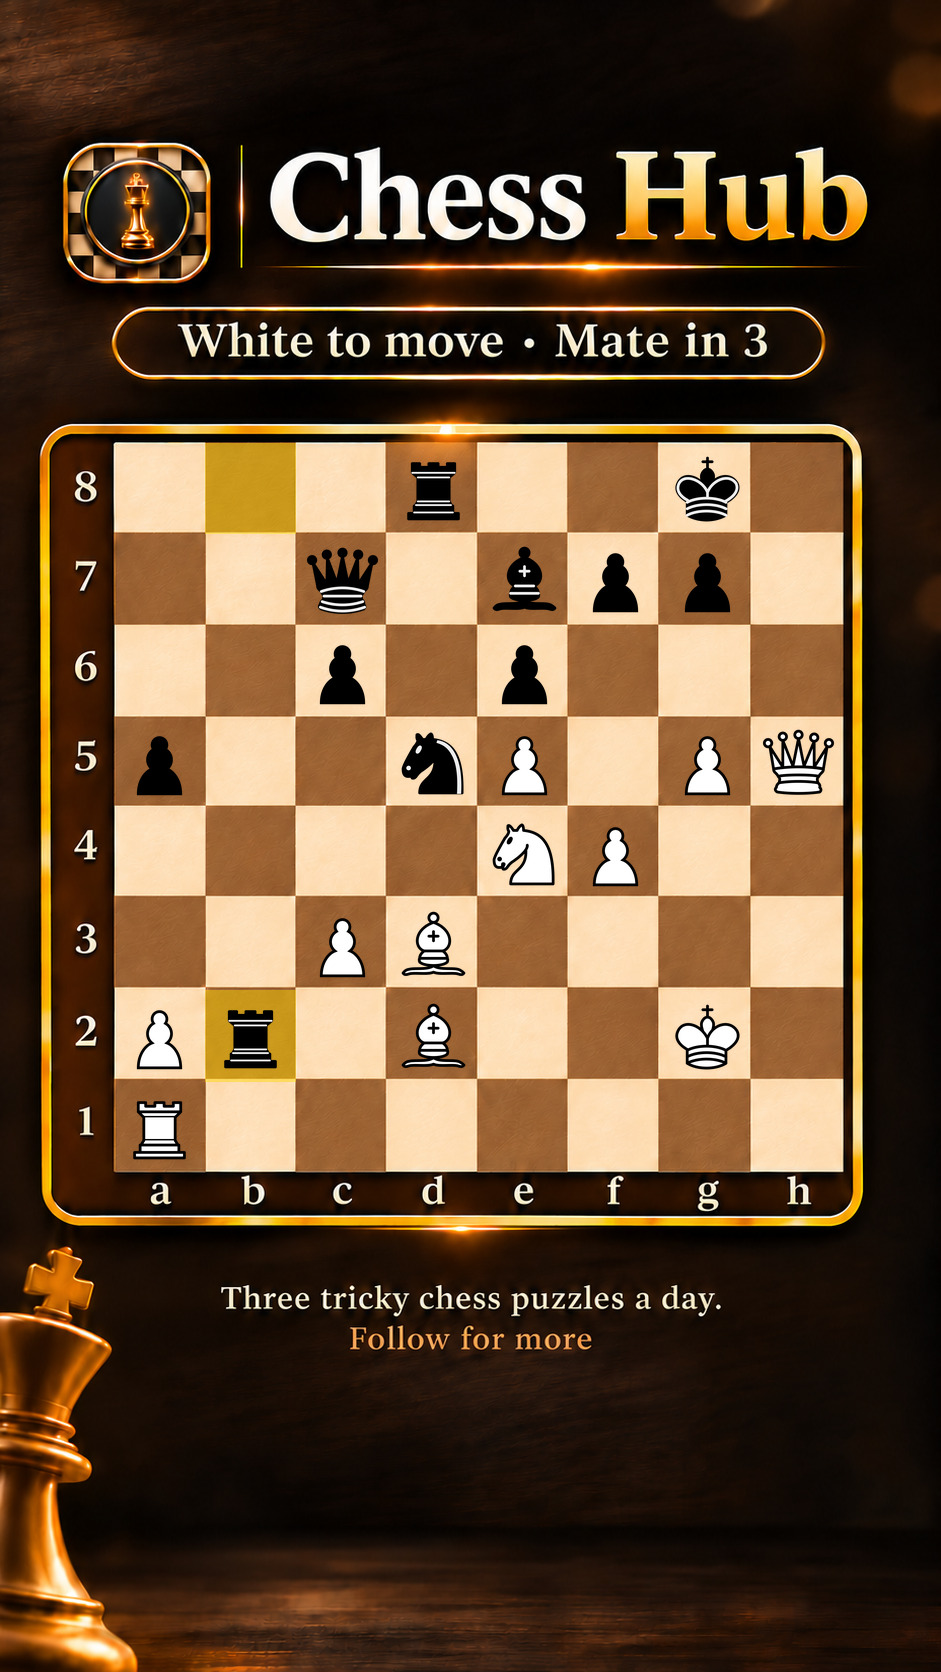 Chess Hub
White to move • Mate in 3
8
7
6
5
4
3
2
1
a b c d e f g h
Three tricky chess puzzles a day.
Follow for more